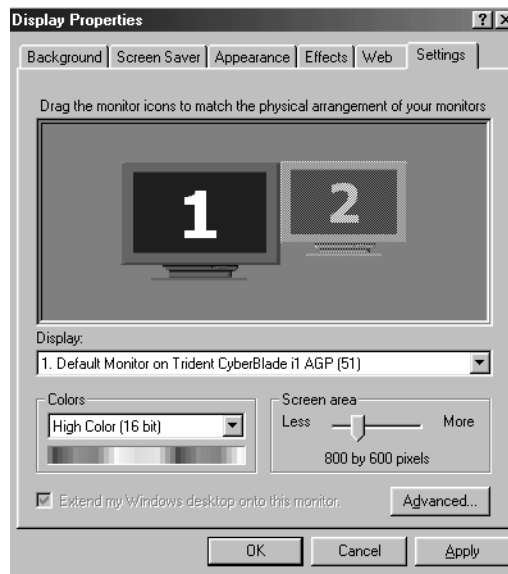 Display Properties
Background Screen Saver Appearance Effects Web Settings
Drag the monitor icons to match the physical arrangement of your monitors
1 2
Display:
1. Default Monitor on Trident CyberBlade i1 AGP (51)
Colors Screen area
High Color (16 bit) Less More
800 by 600 pixels
Extend my Windows desktop onto this monitor. Advanced...
OK Cancel Apply